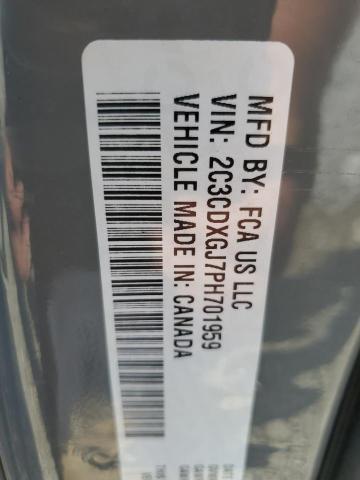 MFD BY: FCA US LLC
VIN: 2C3CDXGJ7PH701959
VEHICLE MADE IN: CANADA